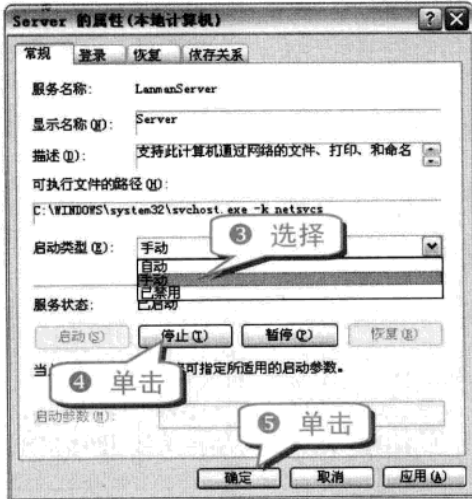 Server 的属性(本地计算机)
常规 登录 恢复 依存关系
服务名称: LanmanServer
显示名称(N): Server
描述(D): 支持此计算机通过网络的文件、打印、和命名
可执行文件的路径(H):
C:\WINDOWS\system32\svchost.exe -k netsvcs
❸ 选择
启动类型(E): 手动
自动
手动
已禁用
服务状态: 已启动
启动(S) 停止(T) 暂停(P) 恢复(R)
当 可指定所适用的启动参数。
❹ 单击
启动参数(M):
❺ 单击
确定 取消 应用(A)